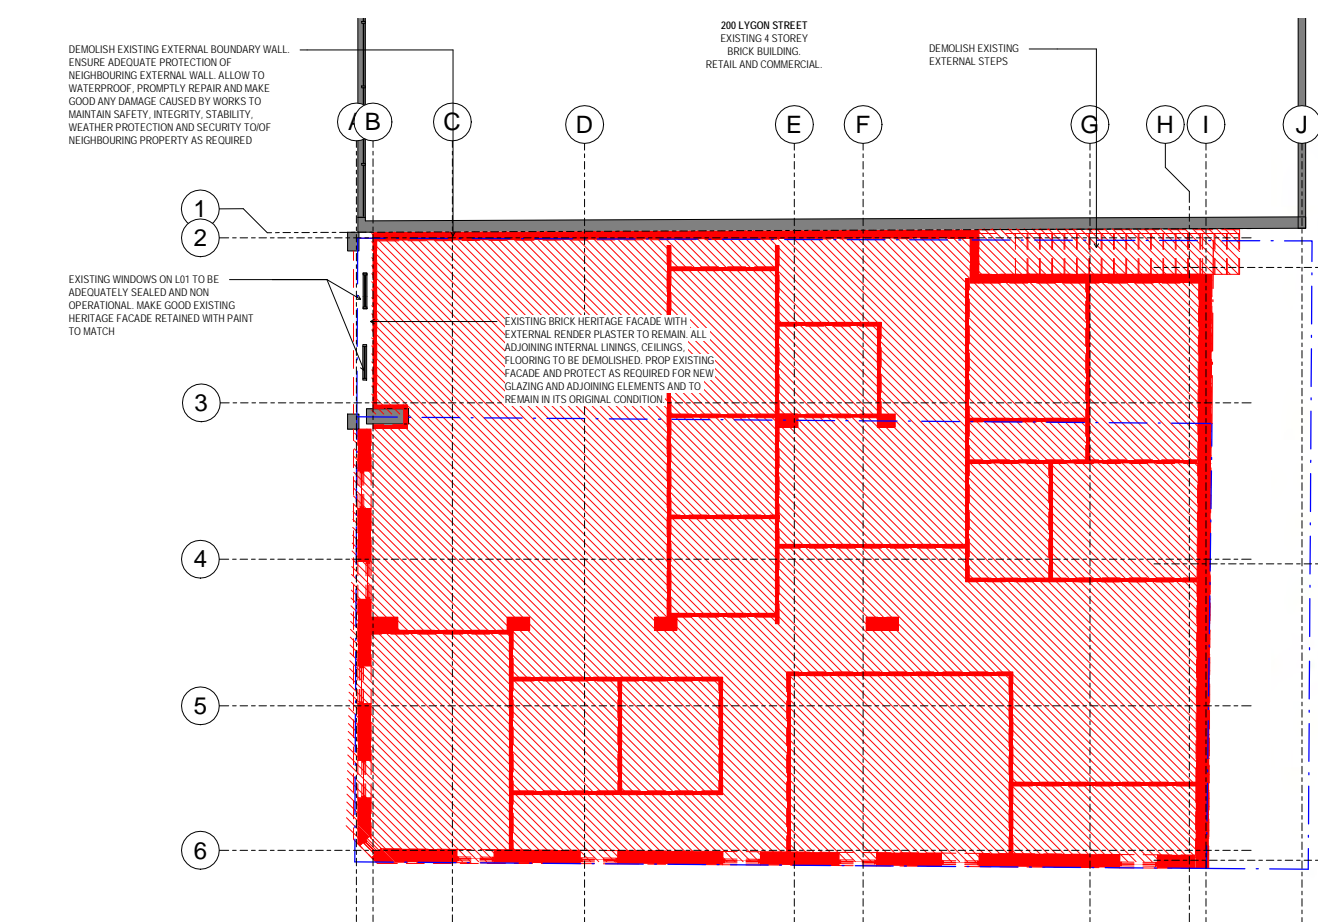 200 LYGON STREET
EXISTING 4 STOREY
BRICK BUILDING.
RETAIL AND COMMERCIAL.
DEMOLISH EXISTING EXTERNAL BOUNDARY WALL.
ENSURE ADEQUATE PROTECTION OF
NEIGHBOURING EXTERNAL WALL. ALLOW TO
WATERPROOF, PROMPTLY REPAIR AND MAKE
GOOD ANY DAMAGE CAUSED BY WORKS TO
MAINTAIN SAFETY, INTEGRITY, STABILITY,
WEATHER PROTECTION AND SECURITY TO/OF
NEIGHBOURING PROPERTY AS REQUIRED
DEMOLISH EXISTING
EXTERNAL STEPS
A B C D E F G H I J
1
2
EXISTING WINDOWS ON L01 TO BE
ADEQUATELY SEALED AND NON
OPERATIONAL. MAKE GOOD EXISTING
HERITAGE FACADE RETAINED WITH PAINT
TO MATCH
EXISTING BRICK HERITAGE FACADE WITH
EXTERNAL RENDER PLASTER TO REMAIN. ALL
ADJOINING INTERNAL LININGS, CEILINGS,
FLOORING TO BE DEMOLISHED. PROP EXISTING
FACADE AND PROTECT AS REQUIRED FOR NEW
GLAZING AND ADJOINING ELEMENTS AND TO
REMAIN IN ITS ORIGINAL CONDITION
3
4
5
6